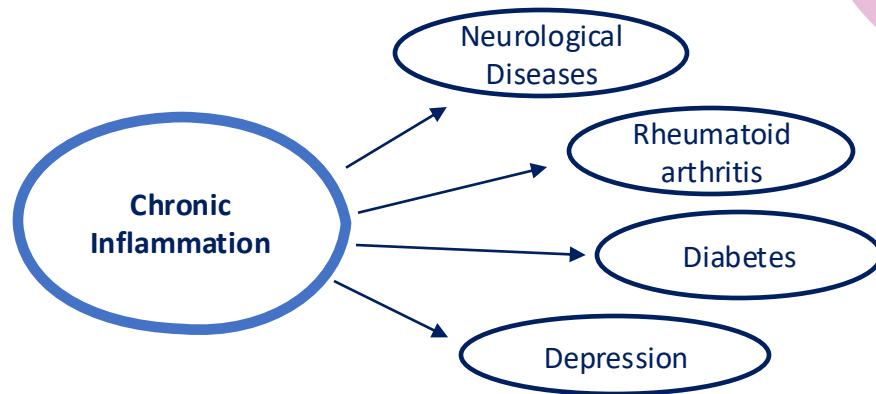 Neurological
Diseases
Rheumatoid
arthritis
Chronic
Inflammation
Diabetes
Depression